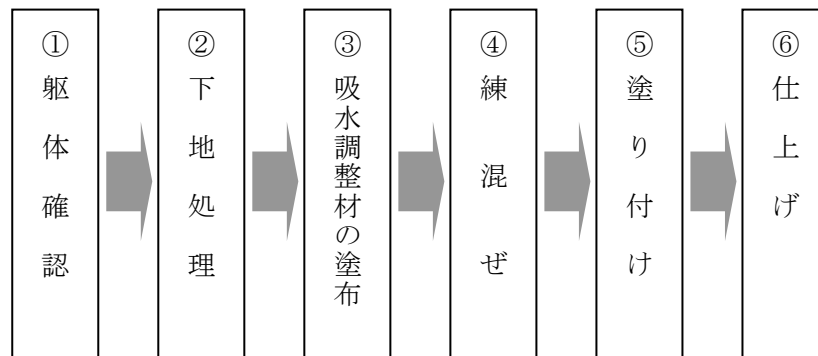 ①躯体確認
②下地処理
③吸水調整材の塗布
④練混ぜ
⑤塗り付け
⑥仕上げ